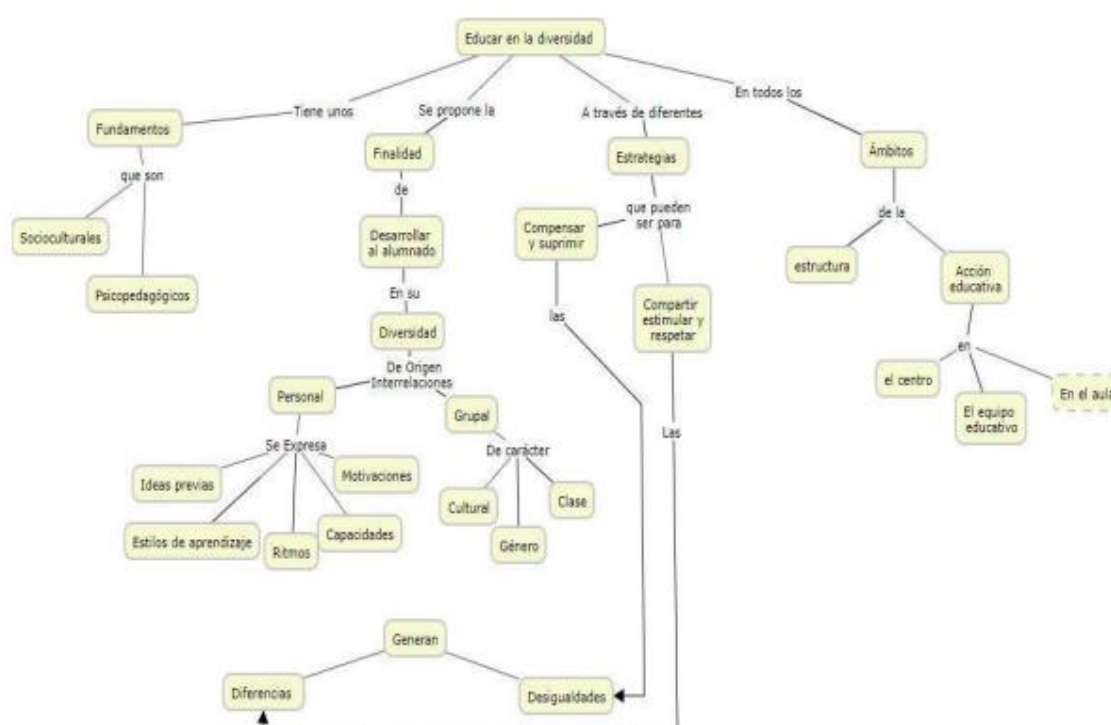 Educar en la diversidad
Tiene unos
Se propone la
A través de diferentes
En todos los
Fundamentos
Finalidad
Estrategias
Ámbitos
que son
de
que pueden
ser para
de la
Socioculturales
Psicopedagógicos
Desarrollar
al alumnado
Compensar
y suprimir
estructura
Acción
educativa
En su
las
Compartir
estimular y
respetar
Diversidad
en
De Origen
Interrelaciones
el centro
El equipo
educativo
En el aula
Personal
Grupal
Las
Se Expresa
De carácter
Ideas previas
Motivaciones
Estilos de aprendizaje
Ritmos
Capacidades
Cultural
Género
Clase
Generan
Diferencias
Desigualdades